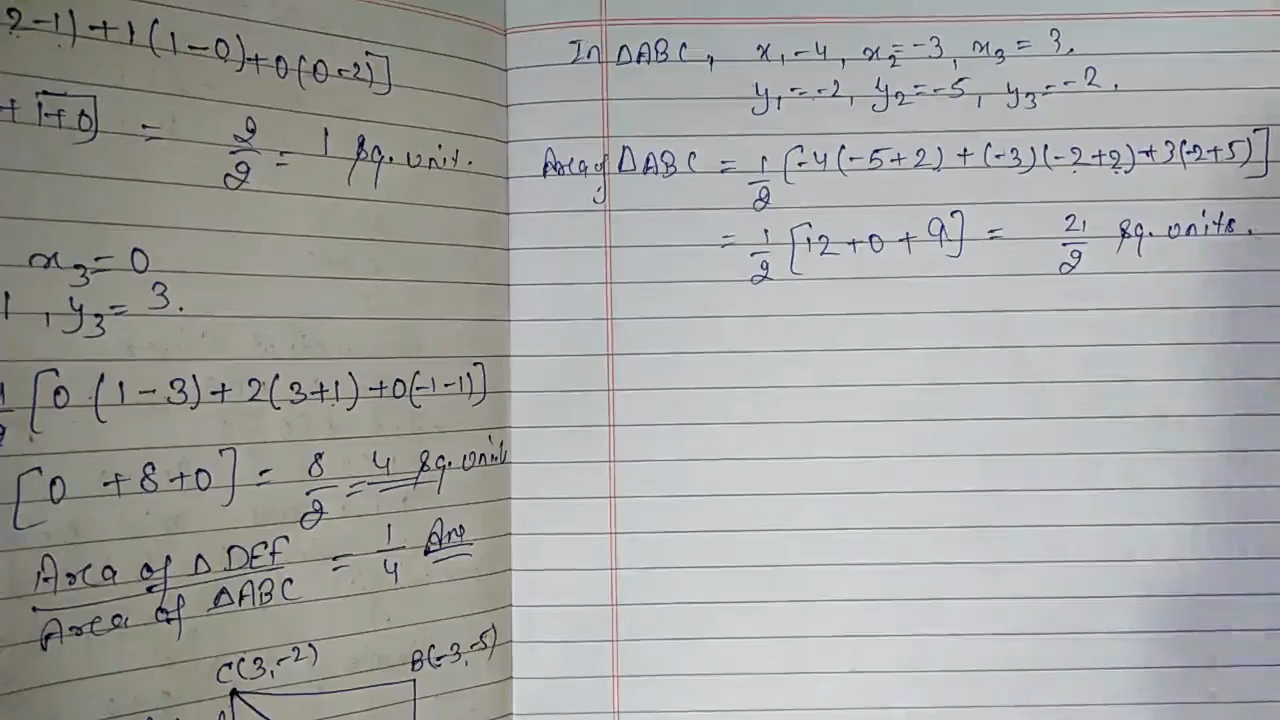 2-1) + 1(1-0)+0(0-2)]
+ 1+0] = 2/2 = 1 sq. unit.
x3 = 0
1, y3 = 3.
[0 (1-3)+2(3+1)+0(-1-1)]
[0 +8+0] = 8/2 = 4 sq. unit
Area of Δ DEF / Area of ΔABC = 1/4 Ans
C(3,-2) B(-3,-5)
In ΔABC, x1-4, x2=-3, x3 = 3.
y1=-2, y2=-5, y3=-2.
Area of ΔABC = 1/2 [-4(-5+2) + (-3)(-2+2)+3(-2+5)]
= 1/2 [12+0+9] = 21/2 sq. units.